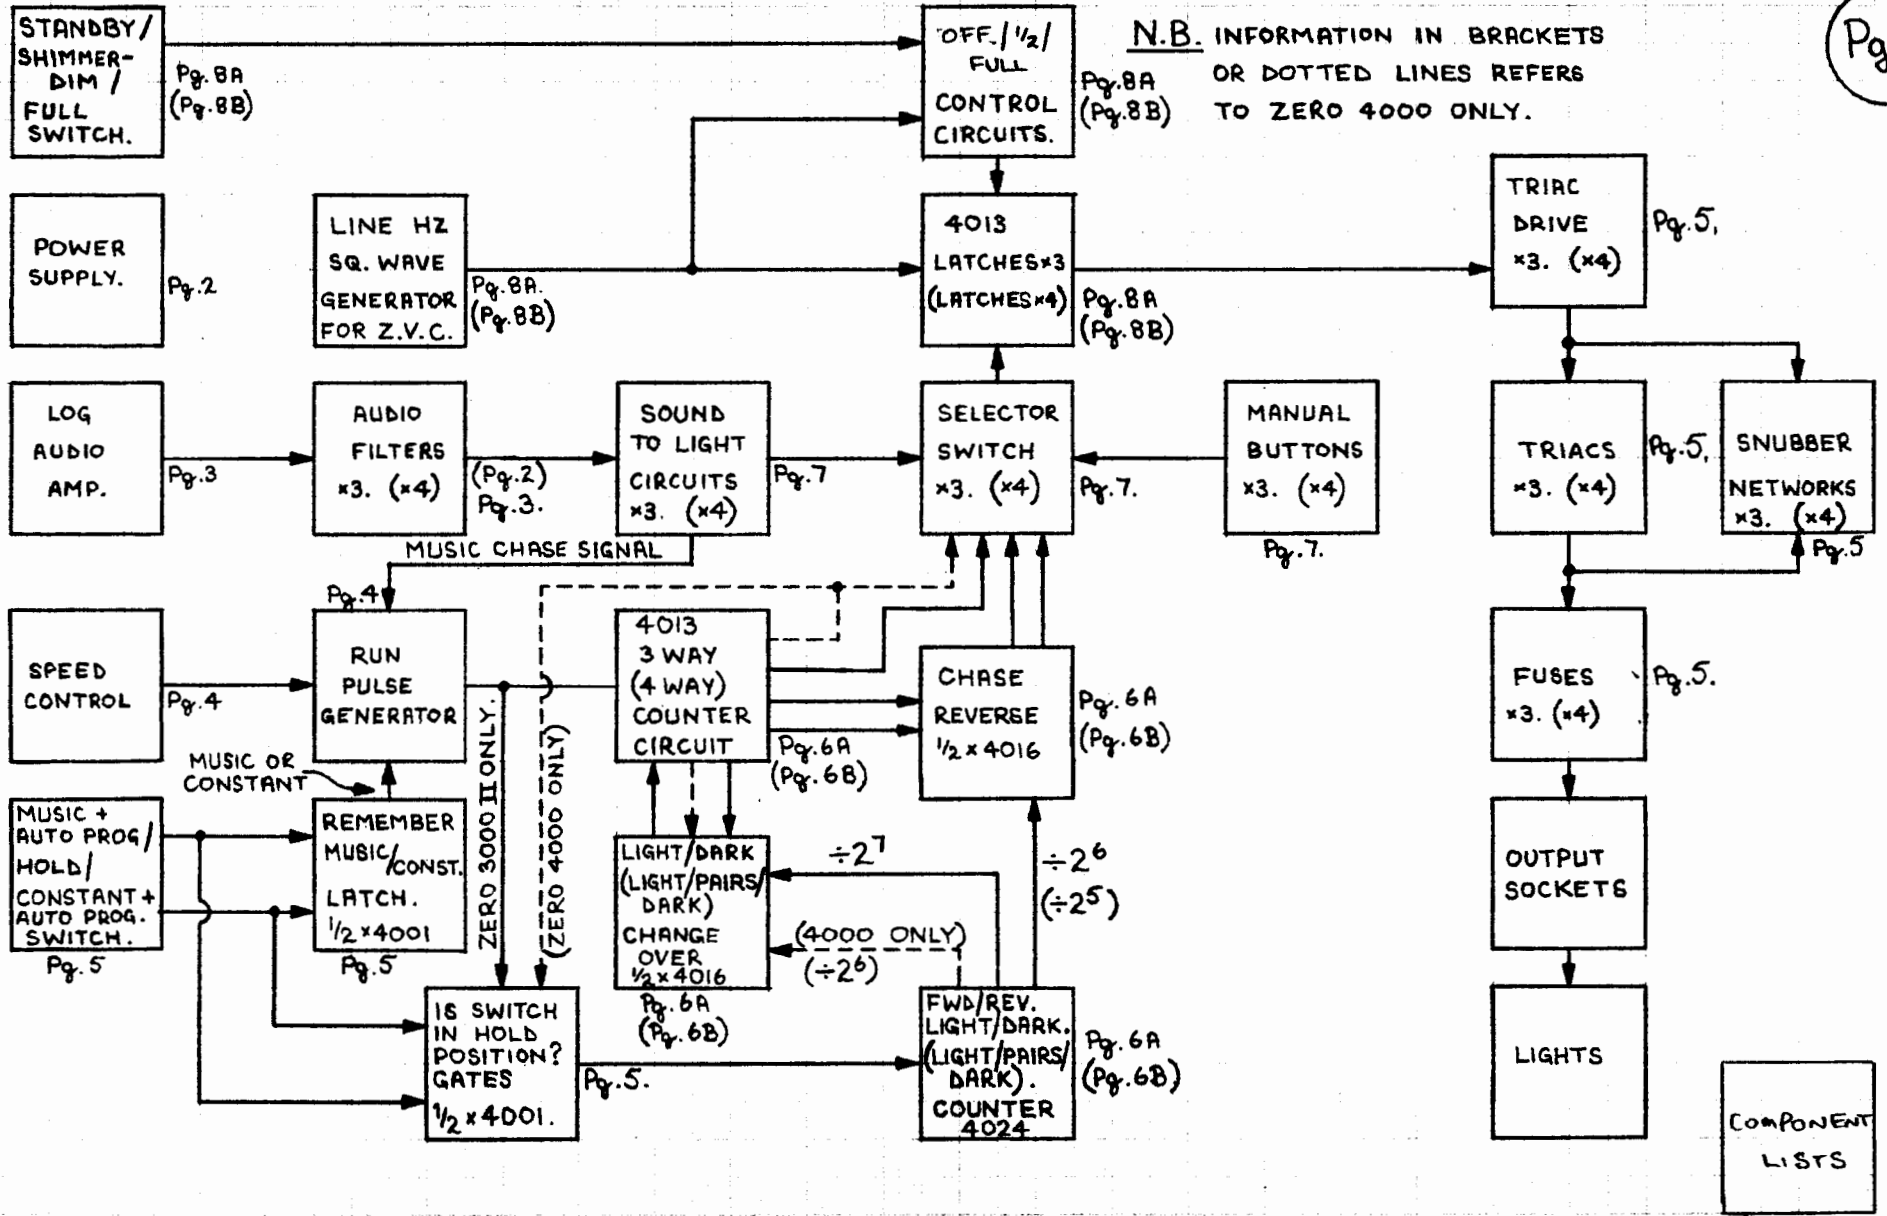 STANDBY/
SHIMMER-
DIM /
FULL
SWITCH.
Pg. 8A
(Pg. 8B)
OFF./ 1/2 /
FULL
CONTROL
CIRCUITS.
Pg. 8A
(Pg. 8B)
N.B. INFORMATION IN BRACKETS
OR DOTTED LINES REFERS
TO ZERO 4000 ONLY.
Pg
POWER
SUPPLY.
Pg. 2
LINE HZ
SQ. WAVE
GENERATOR
FOR Z.V.C.
Pg. 8A.
(Pg. 8B)
4013
LATCHES×3
(LATCHES×4)
Pg. 8A
(Pg. 8B)
TRIAC
DRIVE
×3. (×4)
Pg. 5,
LOG
AUDIO
AMP.
Pg. 3
AUDIO
FILTERS
×3. (×4)
(Pg. 2)
Pg. 3.
SOUND
TO LIGHT
CIRCUITS
×3. (×4)
Pg. 7
SELECTOR
SWITCH
×3. (×4)
Pg. 7.
MANUAL
BUTTONS
×3. (×4)
Pg. 7.
TRIACS
×3. (×4)
Pg. 5,
SNUBBER
NETWORKS
×3. (×4)
Pg. 5
MUSIC CHASE SIGNAL
Pg. 4
SPEED
CONTROL
Pg. 4
RUN
PULSE
GENERATOR
ZERO 3000 II ONLY.
(ZERO 4000 ONLY)
4013
3 WAY
(4 WAY)
COUNTER
CIRCUIT
Pg. 6A
(Pg. 6B)
CHASE
REVERSE
1/2 × 4016
Pg. 6A
(Pg. 6B)
FUSES
×3. (×4)
Pg. 5.
MUSIC OR
CONSTANT
MUSIC +
AUTO PROG/
HOLD/
CONSTANT +
AUTO PROG.
SWITCH.
Pg. 5
REMEMBER
MUSIC/CONST.
LATCH.
1/2 × 4001
Pg. 5
LIGHT/DARK
(LIGHT/PAIRS/
DARK)
CHANGE
OVER
1/2 × 4016
Pg. 6A
(Pg. 6B)
÷2⁷
(4000 ONLY)
(÷2⁶)
÷2⁶
(÷2⁵)
OUTPUT
SOCKETS
IS SWITCH
IN HOLD
POSITION?
GATES
1/2 × 4001.
Pg. 5.
FWD/REV.
LIGHT/DARK.
(LIGHT/PAIRS/
DARK).
COUNTER
4024
Pg. 6A
(Pg. 6B)
LIGHTS
COMPONENT
LISTS